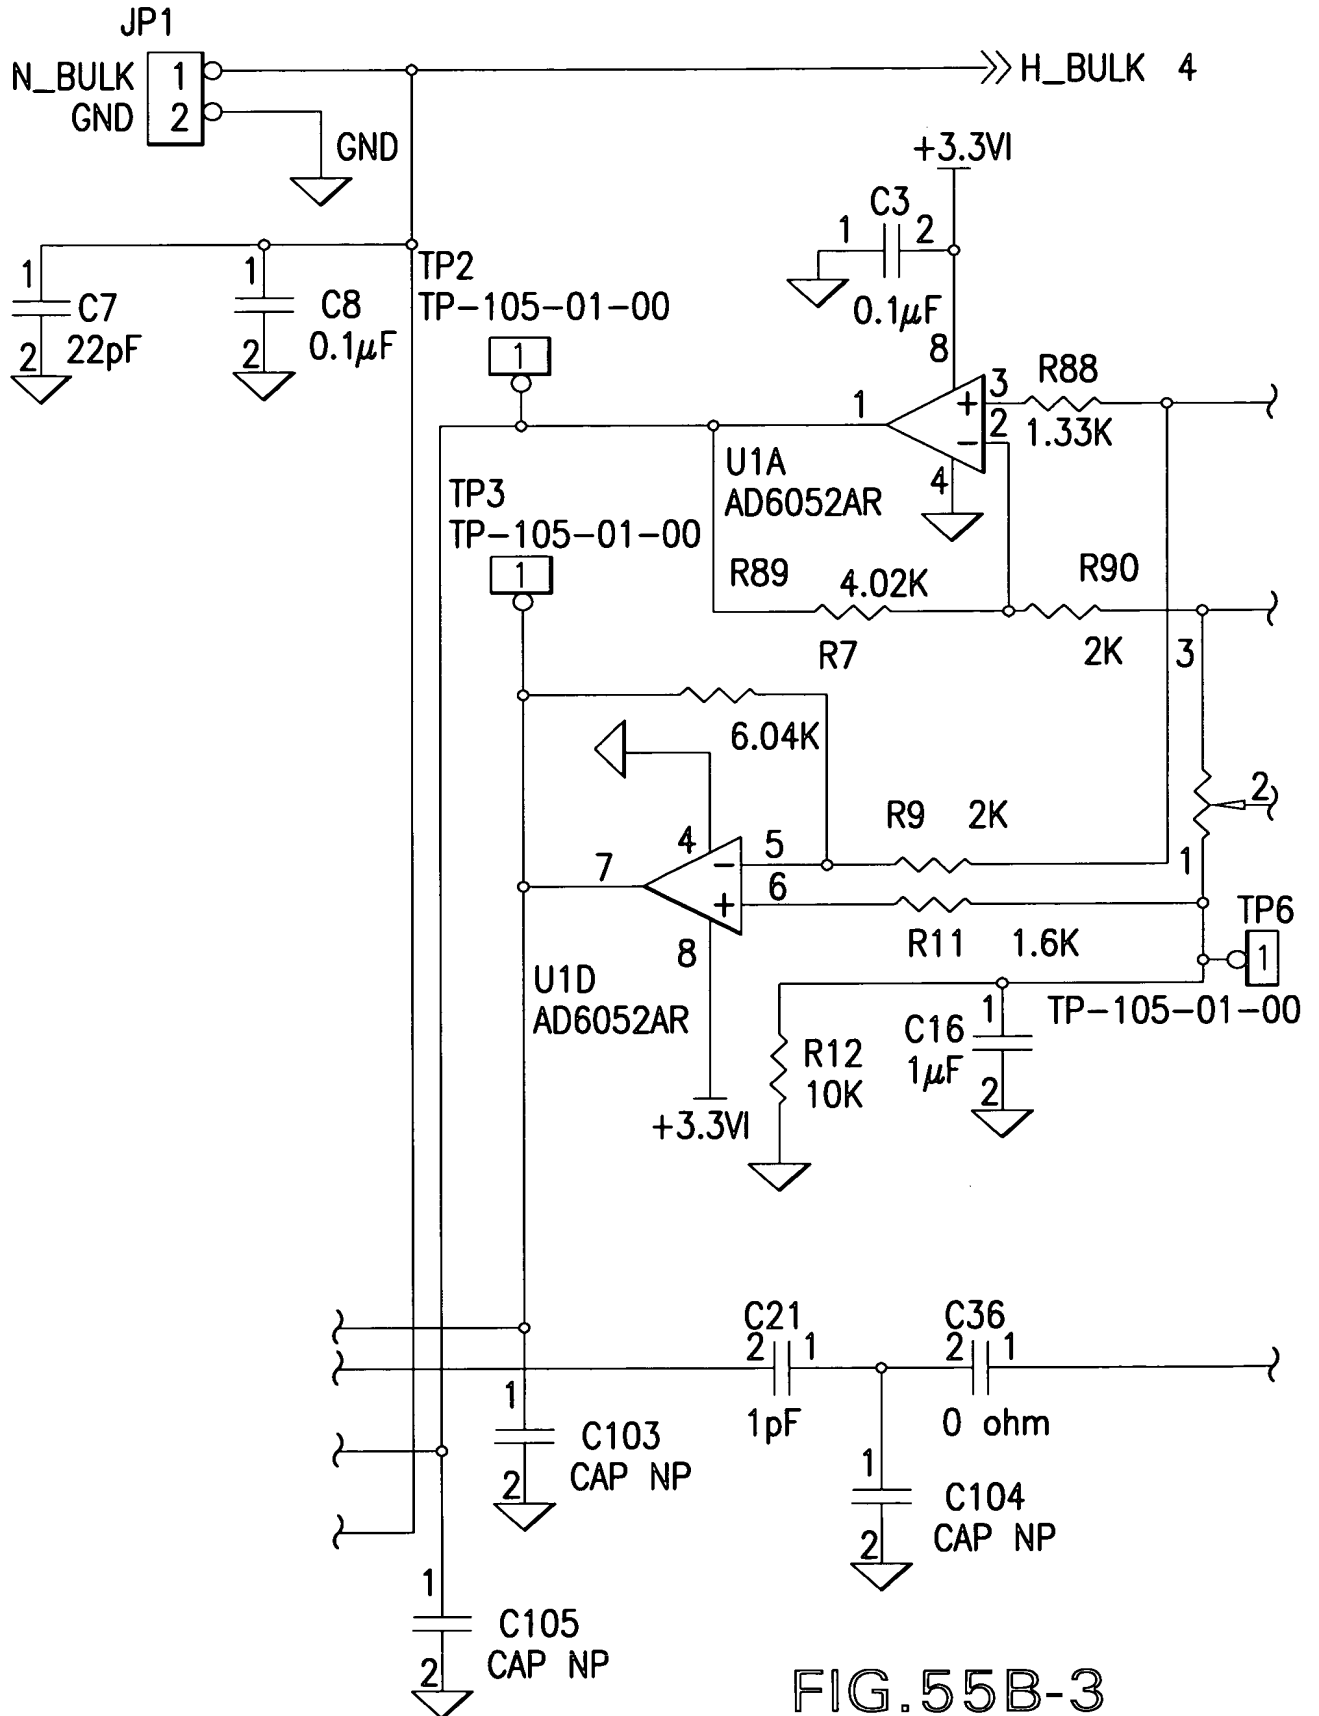 JP1
N_BULK 1
GND 2
GND
H_BULK 4
+3.3VI
C3
1 2
0.1µF
8
1
C7
22pF
2
1
C8
0.1µF
2
TP2
TP-105-01-00
1
1
3
2
R88
1.33K
U1A
AD6052AR
4
TP3
TP-105-01-00
1
R89 4.02K
R90
2K
R7
6.04K
3
2
1
R9 2K
4
5
7
6
8
R11 1.6K
U1D
AD6052AR
+3.3VI
TP6
1
TP-105-01-00
R12
10K
1
C16
1µF
2
C21
2 1
1pF
C36
2 1
0 ohm
1
C103
CAP NP
2
1
C104
CAP NP
2
1
C105
CAP NP
2
FIG.55B-3